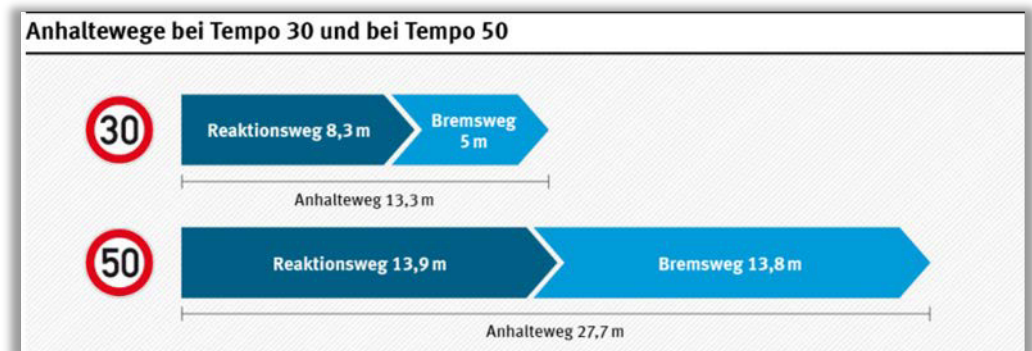 Anhaltewege bei Tempo 30 und bei Tempo 50
30
Reaktionsweg 8,3 m
Bremsweg
5 m
Anhalteweg 13,3 m
50
Reaktionsweg 13,9 m
Bremsweg 13,8 m
Anhalteweg 27,7 m